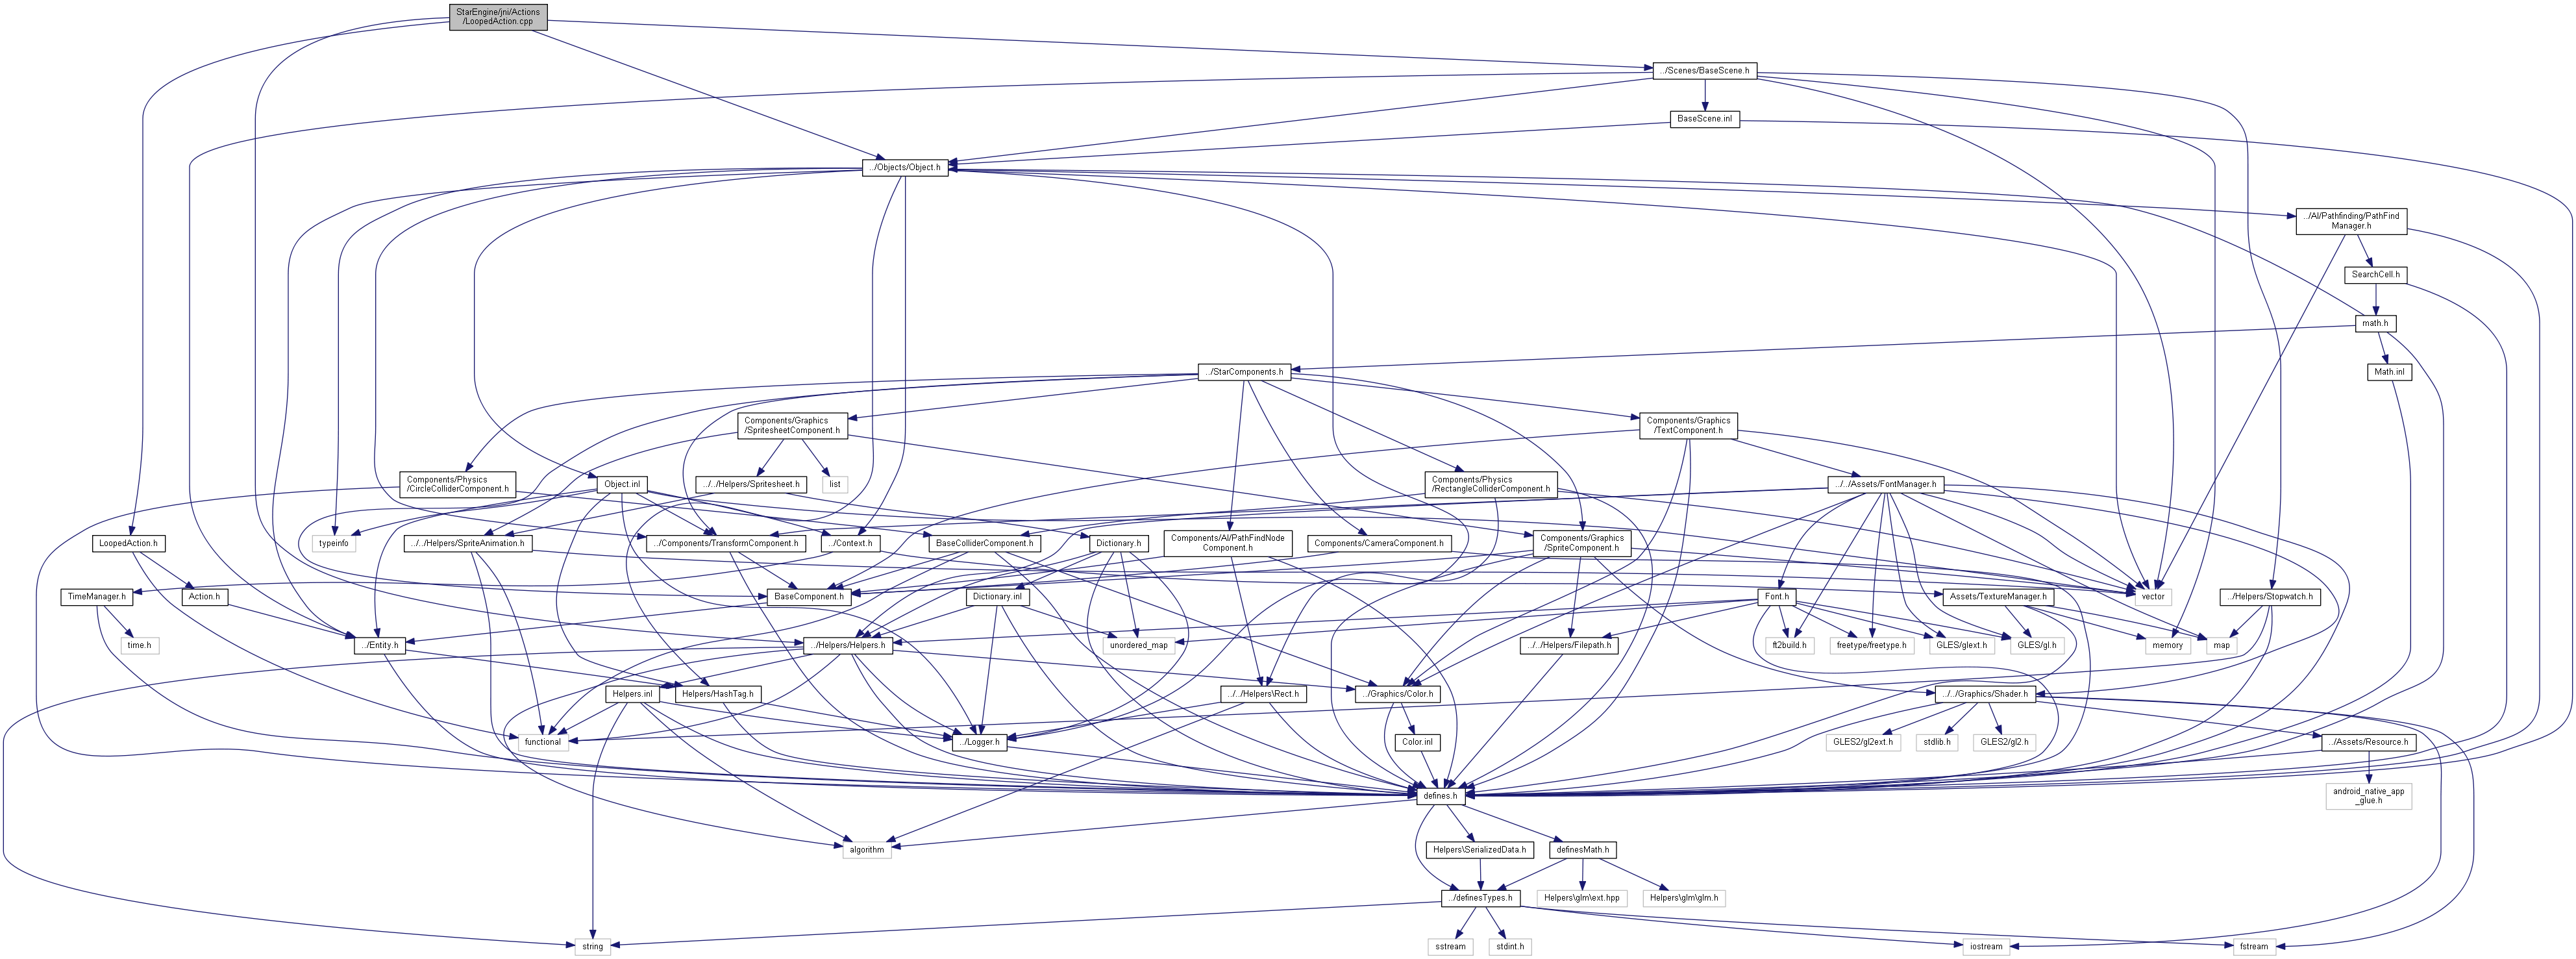 StarEngine/jni/Actions
/LoopedAction.cpp
../Scenes/BaseScene.h
BaseScene.inl
../Objects/Object.h
../AI/Pathfinding/PathFind
Manager.h
SearchCell.h
math.h
../StarComponents.h
Math.inl
Components/Graphics
/SpritesheetComponent.h
Components/Graphics
/TextComponent.h
Components/Physics
/CircleColliderComponent.h
Object.inl
../../Helpers/Spritesheet.h
list
Components/Physics
/RectangleColliderComponent.h
../../Assets/FontManager.h
LoopedAction.h
typeinfo
../../Helpers/SpriteAnimation.h
../Components/TransformComponent.h
../Context.h
BaseColliderComponent.h
Dictionary.h
Components/AI/PathFindNode
Component.h
Components/CameraComponent.h
Components/Graphics
/SpriteComponent.h
TimeManager.h
Action.h
BaseComponent.h
Dictionary.inl
Font.h
Assets/TextureManager.h
vector
../Helpers/Stopwatch.h
time.h
../Entity.h
../Helpers/Helpers.h
unordered_map
../../Helpers/Filepath.h
ft2build.h
freetype/freetype.h
GLES/glext.h
GLES/gl.h
memory
map
Helpers.inl
Helpers/HashTag.h
../Graphics/Color.h
../../Helpers\Rect.h
../../Graphics/Shader.h
functional
../Logger.h
Color.inl
GLES2/gl2ext.h
stdlib.h
GLES2/gl2.h
../Assets/Resource.h
defines.h
android_native_app
_glue.h
algorithm
Helpers\SerializedData.h
definesMath.h
../definesTypes.h
Helpers\glm\ext.hpp
Helpers\glm\glm.h
string
sstream
stdint.h
iostream
fstream